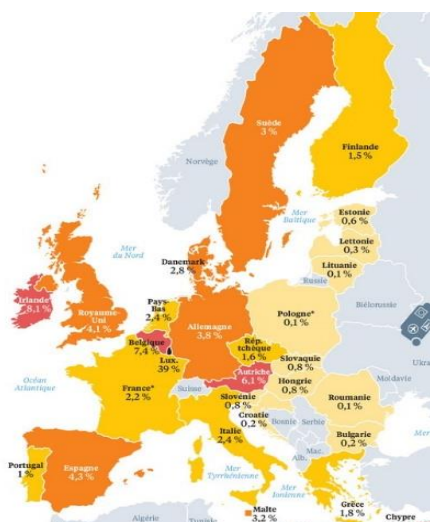 Suède
3 %
Finlande
1,5 %
Norvège
Mer
Baltique
Estonie
0,6 %
Lettonie
0,3 %
Lituanie
0,1 %
Russie
Mer
du Nord
Danemark
2,8 %
Irlande
8,1 %
Royaume-
Uni
4,1 %
Pays-
Bas
2,4 %
Allemagne
3,8 %
Pologne*
0,1 %
Biélorussie
Belgique
7,4 %
Lux.
39 %
Rép.
tchèque
1,6 %
Ukra
Slovaquie
0,8 %
Océan
Atlantique
France*
2,2 %
Suisse
Autriche
6,1 %
Hongrie
0,8 %
Moldavie
Slovénie
0,8 %
Croatie
0,2 %
Roumanie
0,1 %
Italie
2,4 %
Bosnie
Serbie
Bulgarie
0,2 %
Mac.
Alb.
Mer
Portugal
1 %
Espagne
4,3 %
Mer
Tyrrhénienne
Mer
Ionienne
Grèce
1,8 %
Algérie
Tunisie
Malte
3,2 %
Chypre